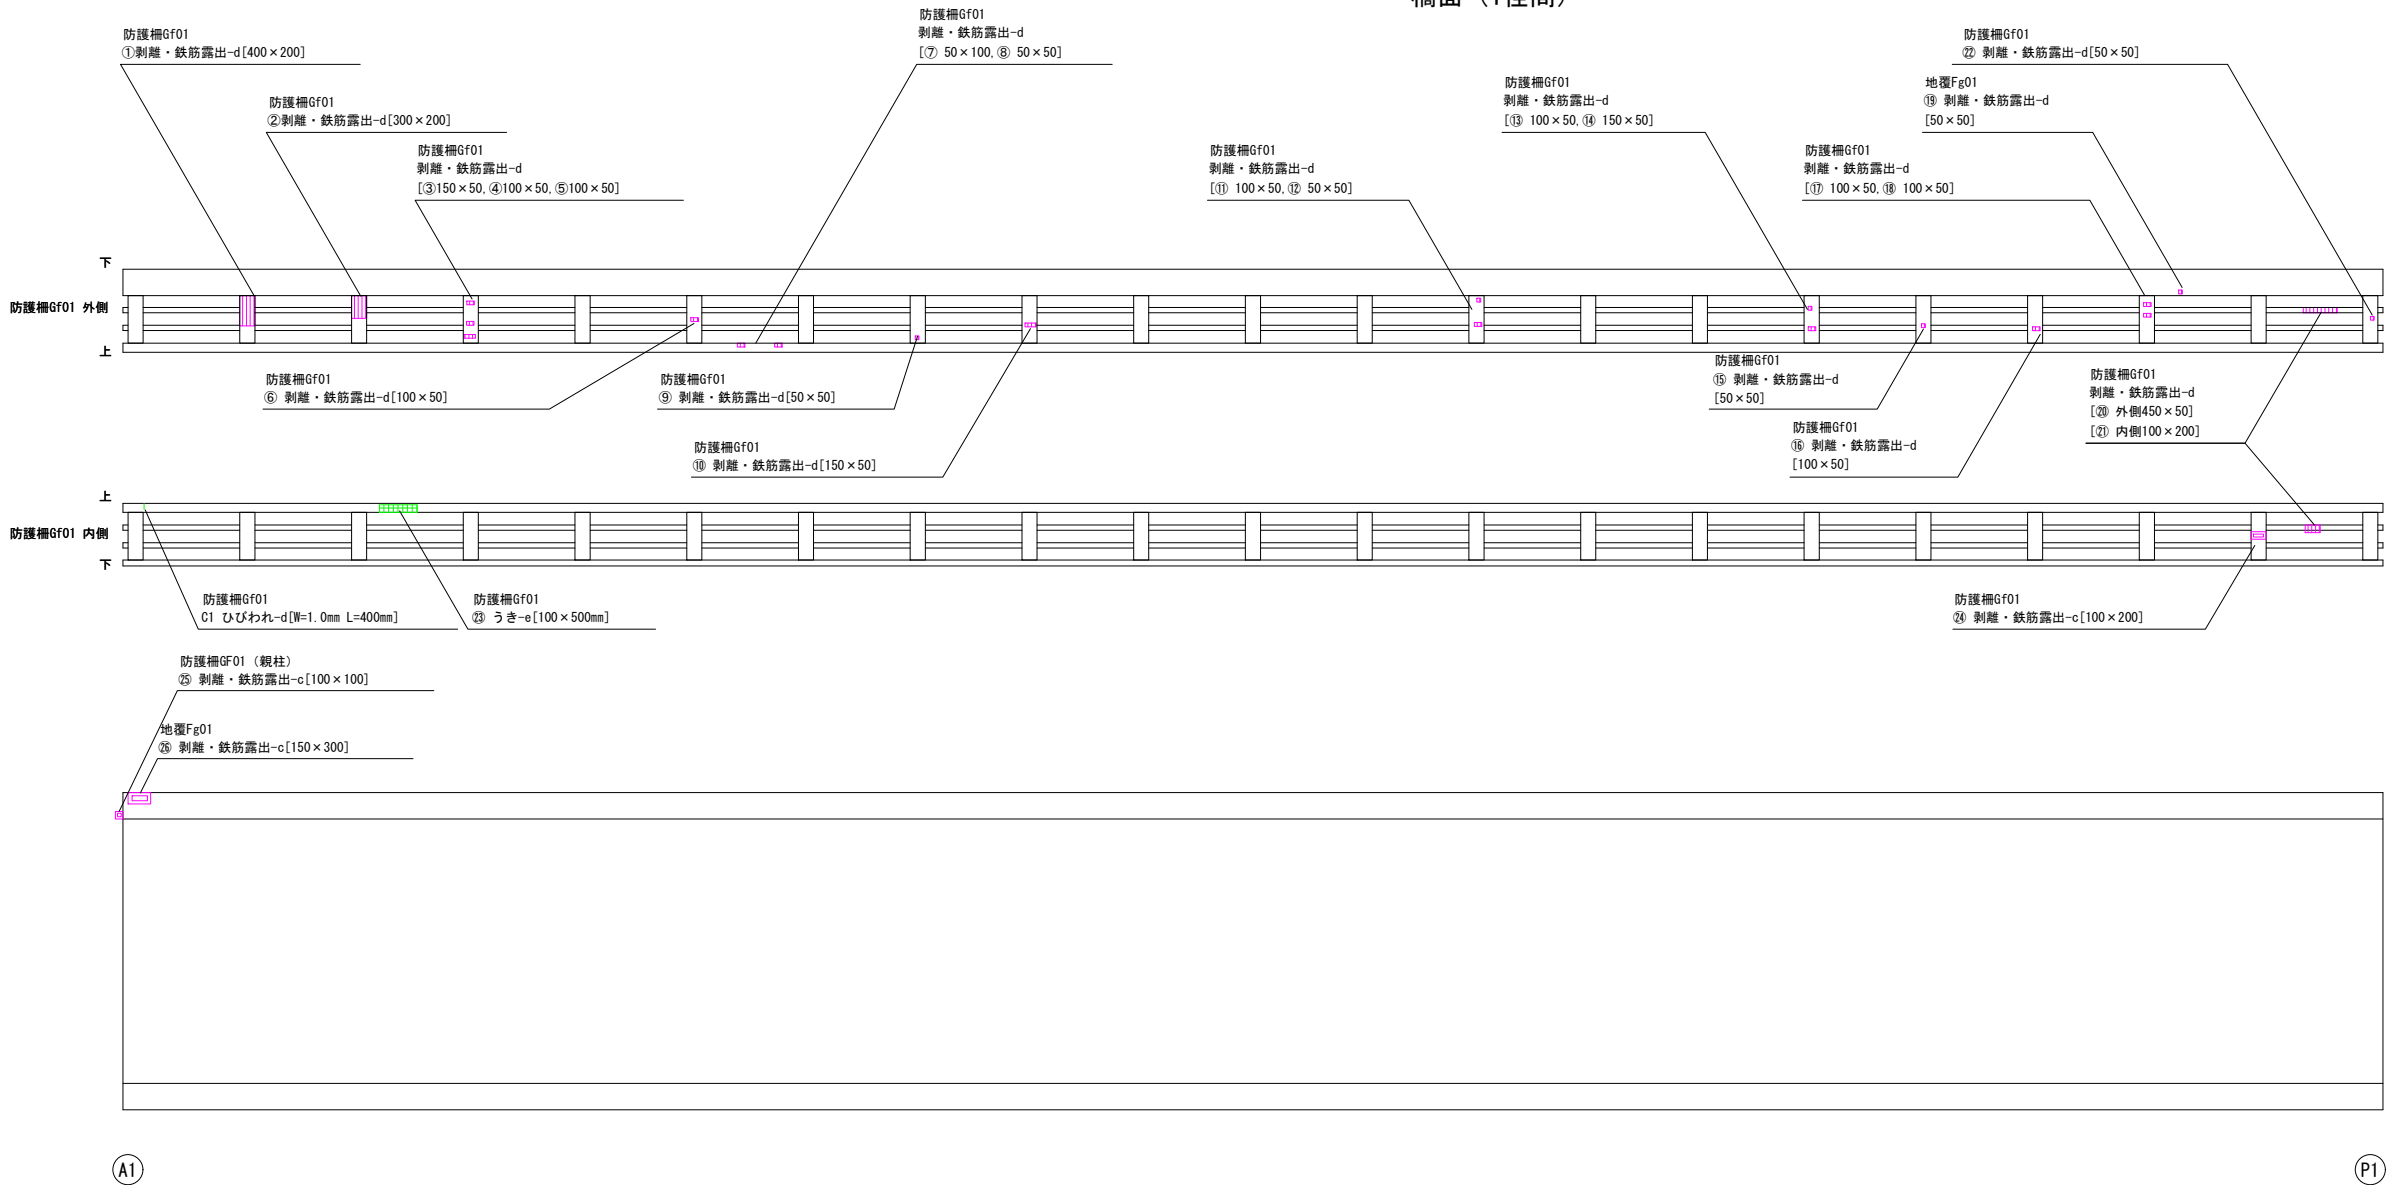 防護柵Gf01
①剥離・鉄筋露出-d[400×200]
防護柵Gf01
②剥離・鉄筋露出-d[300×200]
防護柵Gf01
剥離・鉄筋露出-d
[③150×50,④100×50,⑤100×50]
防護柵Gf01
剥離・鉄筋露出-d
[⑦ 50×100,⑧ 50×50]
防護柵Gf01
剥離・鉄筋露出-d
[⑪ 100×50,⑫ 50×50]
防護柵Gf01
剥離・鉄筋露出-d
[⑬ 100×50,⑭ 150×50]
防護柵Gf01
剥離・鉄筋露出-d
[⑰ 100×50,⑱ 100×50]
地覆Fg01
⑲ 剥離・鉄筋露出-d
[50×50]
防護柵Gf01
㉒ 剥離・鉄筋露出-d[50×50]
下
防護柵Gf01 外側
上
防護柵Gf01
⑥ 剥離・鉄筋露出-d[100×50]
防護柵Gf01
⑨ 剥離・鉄筋露出-d[50×50]
防護柵Gf01
⑩ 剥離・鉄筋露出-d[150×50]
防護柵Gf01
⑮ 剥離・鉄筋露出-d
[50×50]
防護柵Gf01
⑯ 剥離・鉄筋露出-d
[100×50]
防護柵Gf01
剥離・鉄筋露出-d
[⑳ 外側450×50]
[㉑ 内側100×200]
上
防護柵Gf01 内側
下
防護柵Gf01
C1 ひびわれ-d[W=1.0mm L=400mm]
防護柵Gf01
㉓ うき-e[100×500mm]
防護柵Gf01
㉔ 剥離・鉄筋露出-c[100×200]
防護柵GF01（親柱）
㉕ 剥離・鉄筋露出-c[100×100]
地覆Fg01
㉖ 剥離・鉄筋露出-c[150×300]
A1
P1